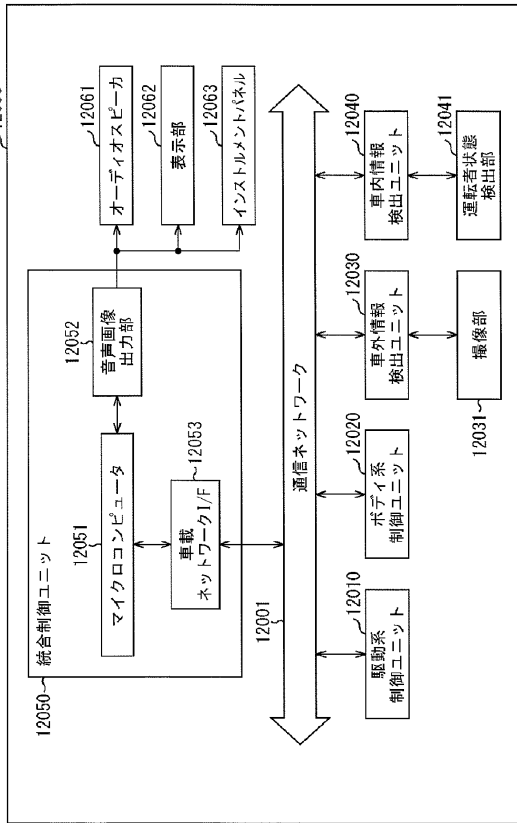 12050
統合制御ユニット
12051
マイクロコンピュータ
12052
音声画像
出力部
12053
車載
ネットワークI/F
12061
オーディオスピーカ
12062
表示部
12063
インストルメントパネル
12001
通信ネットワーク
12010
駆動系
制御ユニット
12020
ボディ系
制御ユニット
12030
車外情報
検出ユニット
12031
撮像部
12040
車内情報
検出ユニット
12041
運転者状態
検出部